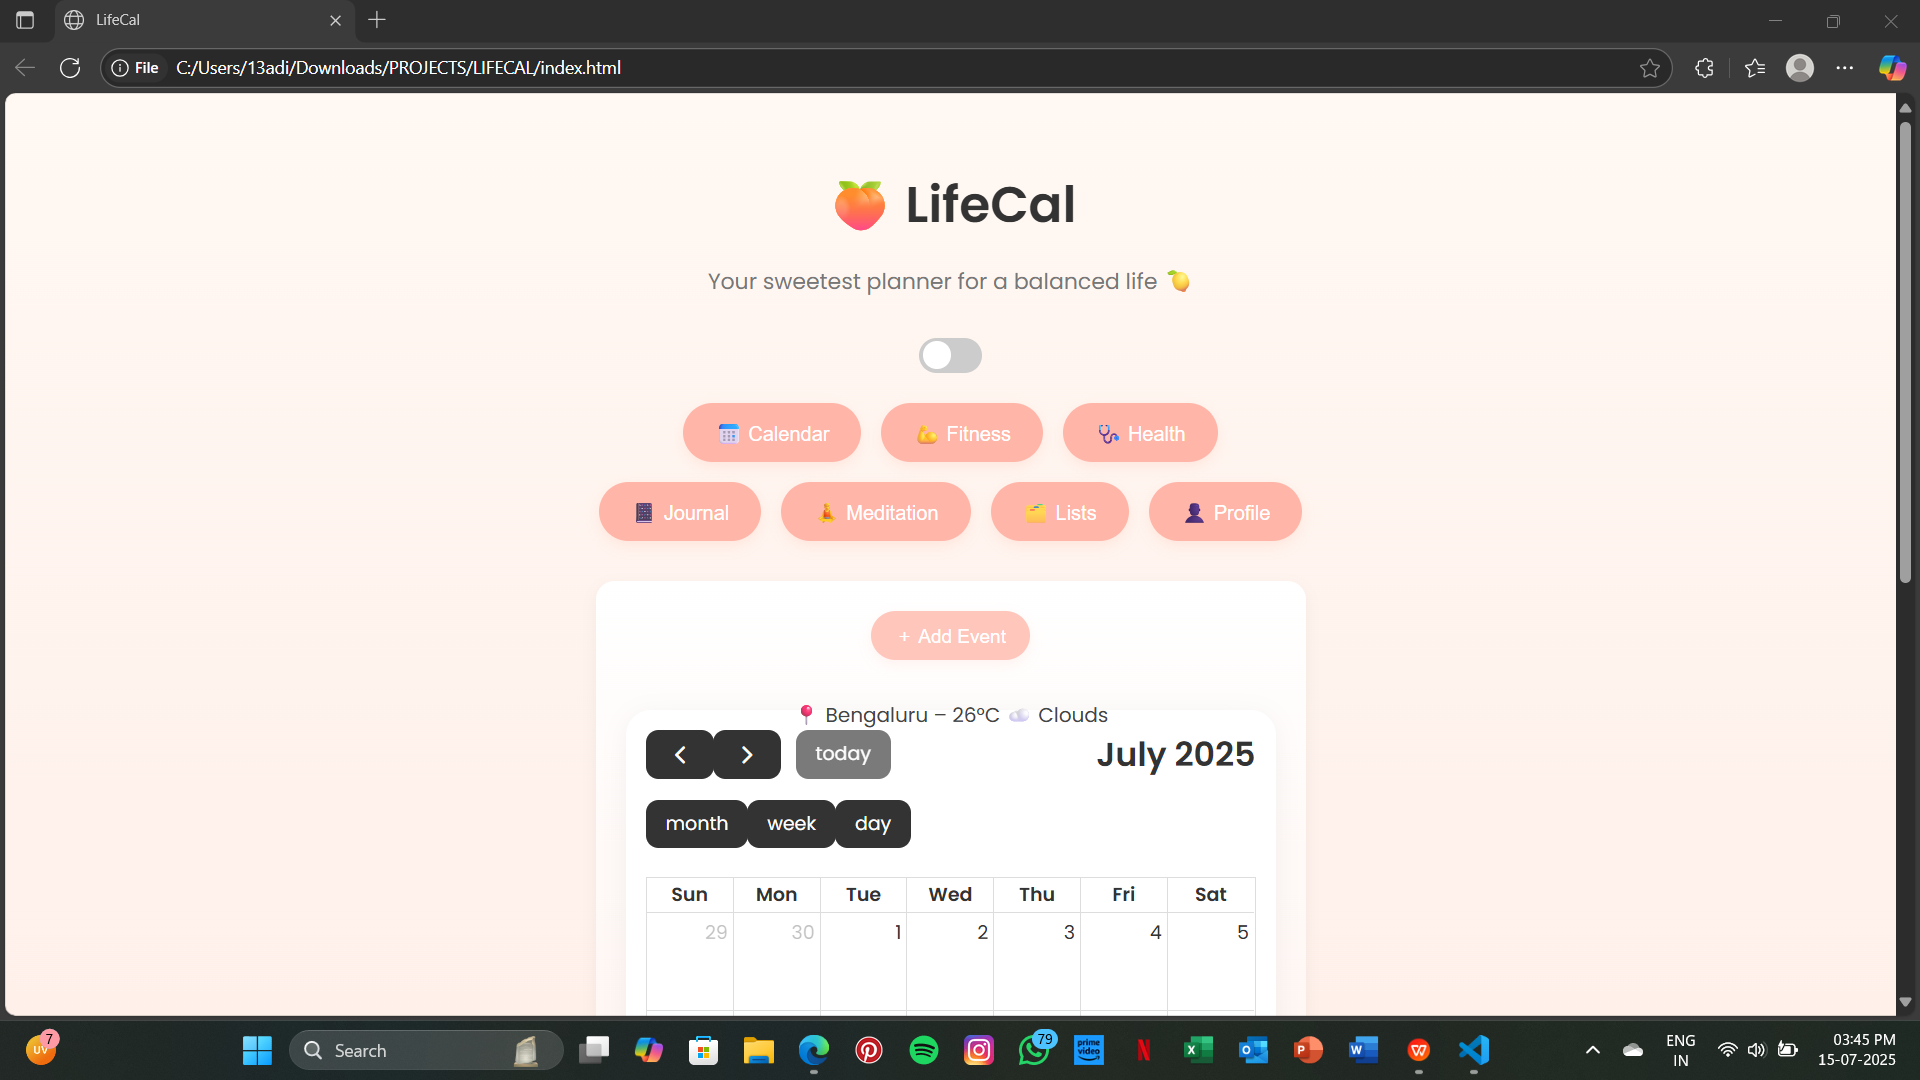 LifeCal
File C:/Users/13adi/Downloads/PROJECTS/LIFECAL/index.html
LifeCal
Your sweetest planner for a balanced life
Calendar
Fitness
Health
Journal
Meditation
Lists
Profile
+ Add Event
Bengaluru – 26°C Clouds
today
July 2025
month
week
day
Sun Mon Tue Wed Thu Fri Sat
29 30 1 2 3 4 5
7
UV
Search
79
prime video
N
X
O
P
W
W
ENG
IN
03:45 PM
15-07-2025